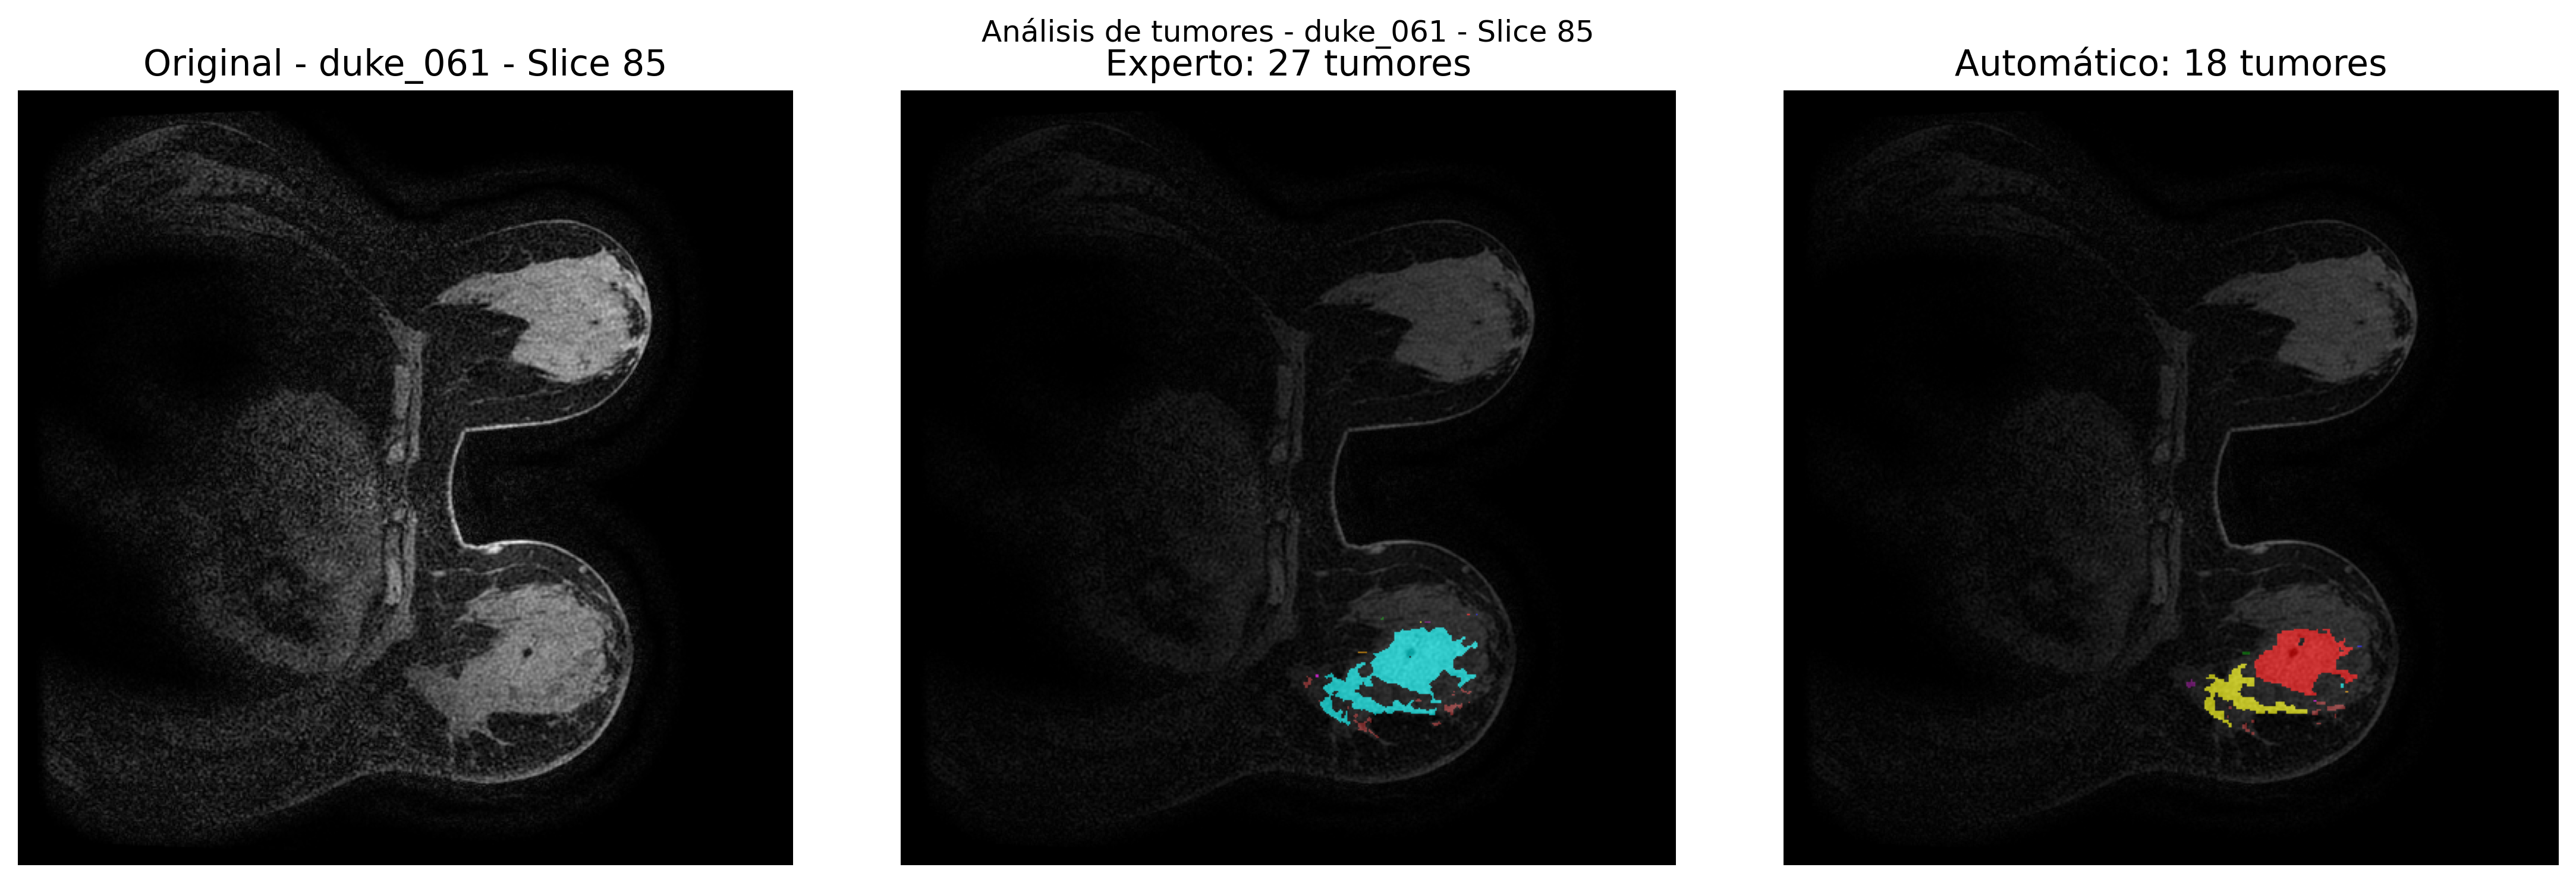 Análisis de tumores - duke_061 - Slice 85
Original - duke_061 - Slice 85
Experto: 27 tumores
Automático: 18 tumores